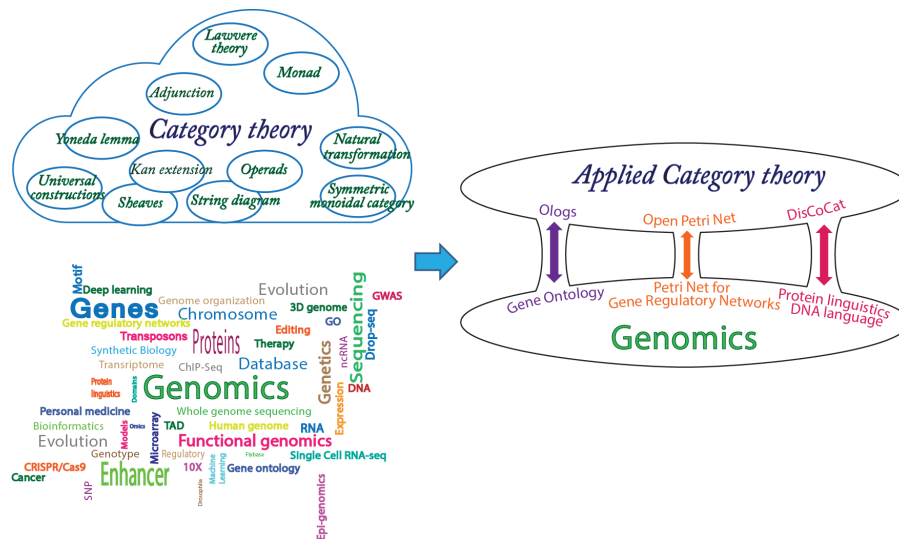 Lawvere
theory
Monad
Adjunction
Category theory
Yoneda lemma
Natural
transformation
Kan extension
Operads
Universal
constructions
Sheaves
String diagram
Symmetric
monoidal category
Motif
Deep learning
Evolution
Genes
Genome organization
3D genome
GWAS
Chromosome
Sequencing
Gene regulatory networks
GO
Drop-seq
Editing
Transposons
Proteins
Therapy
ncRNA
Synthetic Biology
Database
Genetics
Transriptome
ChIP-Seq
Protein
linguistics
Domains
Genomics
DNA
Expression
Personal medicine
Whole genome sequencing
Bioinformatics
Models
Omics
Microarray
TAD
Human genome
RNA
Evolution
Functional genomics
Genotype
Regulatory
Single Cell RNA-seq
CRISPR/Cas9
Enhancer
10X
Machine
Learning
Gene ontology
Cancer
SNP
Drosophila
Epi-genomics
Applied Category theory
Ologs
Open Petri Net
DisCoCat
Gene Ontology
Petri Net for
Gene Regulatory Networks
Protein linguistics
DNA language
Genomics